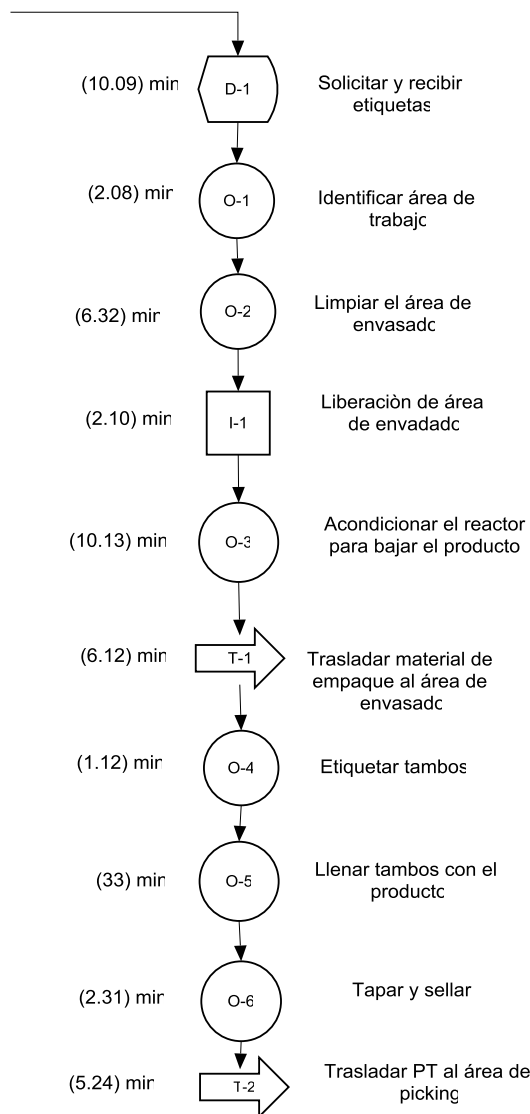 (10.09) min
D-1
Solicitar y recibir
etiquetas
(2.08) min
O-1
Identificar área de
trabajo
(6.32) min
O-2
Limpiar el área de
envasado
(2.10) min
I-1
Liberaciòn de área
de envadado
(10.13) min
O-3
Acondicionar el reactor
para bajar el producto
(6.12) min
T-1
Trasladar material de
empaque al área de
envasado
(1.12) min
O-4
Etiquetar tambos
(33) min
O-5
Llenar tambos con el
producto
(2.31) min
O-6
Tapar y sellar
(5.24) min
T-2
Trasladar PT al área de
picking